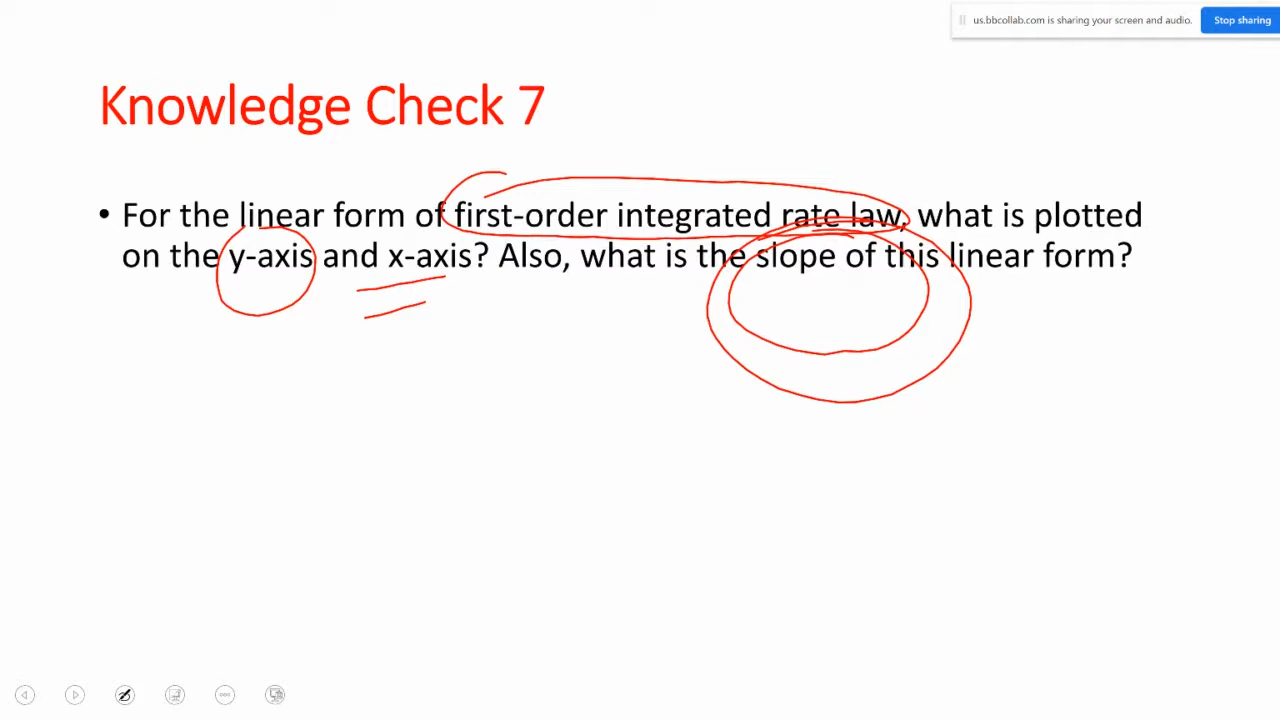 us.bbcollab.com is sharing your screen and audio.
Stop sharing
Knowledge Check 7
• For the linear form of first-order integrated rate law, what is plotted
on the y-axis and x-axis? Also, what is the slope of this linear form?